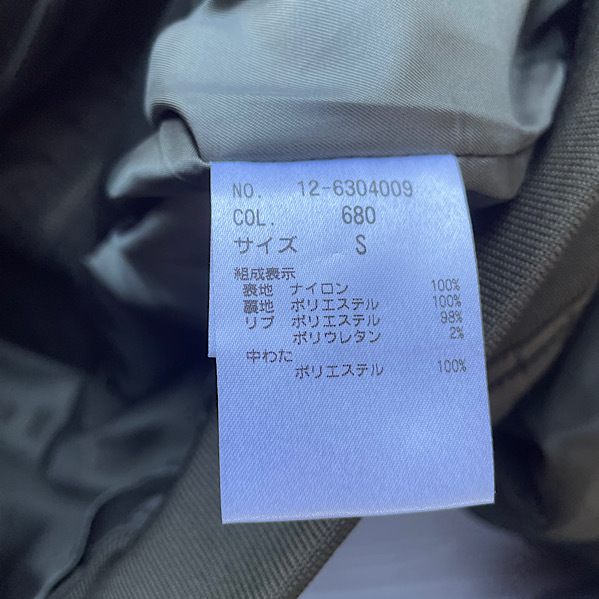 NO. 12-6304009
COL. 680
サイズ S
組成表示
表地 ナイロン 100%
裏地 ポリエステル 100%
リブ ポリエステル 98%
ポリウレタン 2%
中わた
ポリエステル 100%